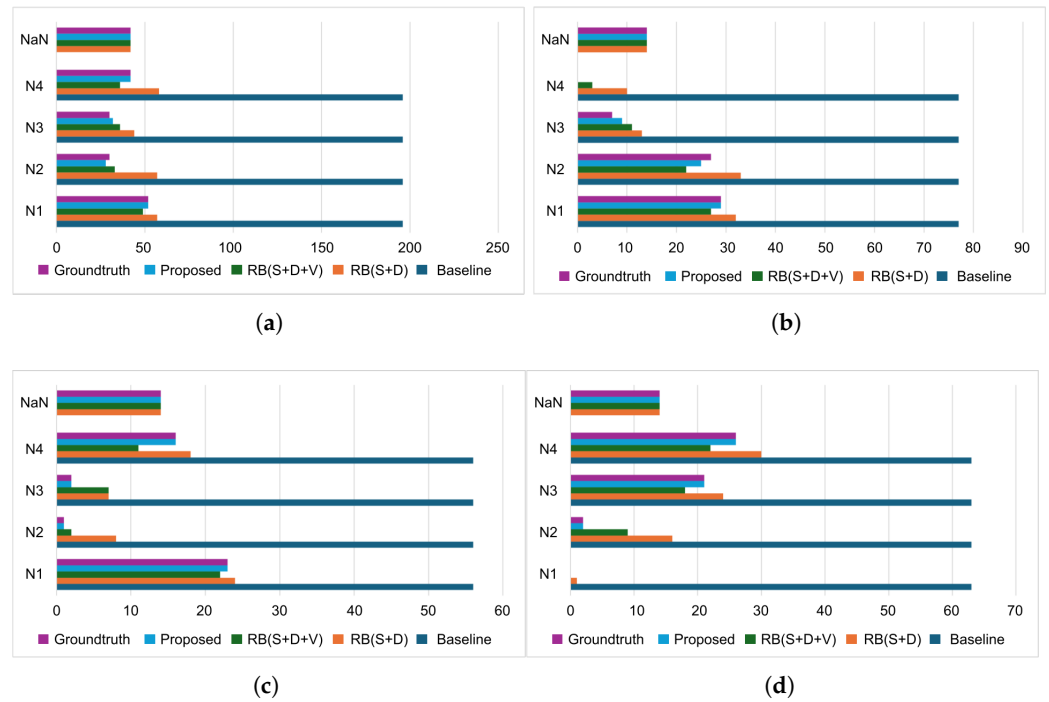 NaN
N4
N3
N2
N1
0 50 100 150 200 250
Groundtruth Proposed RB(S+D+V) RB(S+D) Baseline
(a)
NaN
N4
N3
N2
N1
0 10 20 30 40 50 60 70 80 90
Groundtruth Proposed RB(S+D+V) RB(S+D) Baseline
(b)
NaN
N4
N3
N2
N1
0 10 20 30 40 50 60
Groundtruth Proposed RB(S+D+V) RB(S+D) Baseline
(c)
NaN
N4
N3
N2
N1
0 10 20 30 40 50 60 70
Groundtruth Proposed RB(S+D+V) RB(S+D) Baseline
(d)